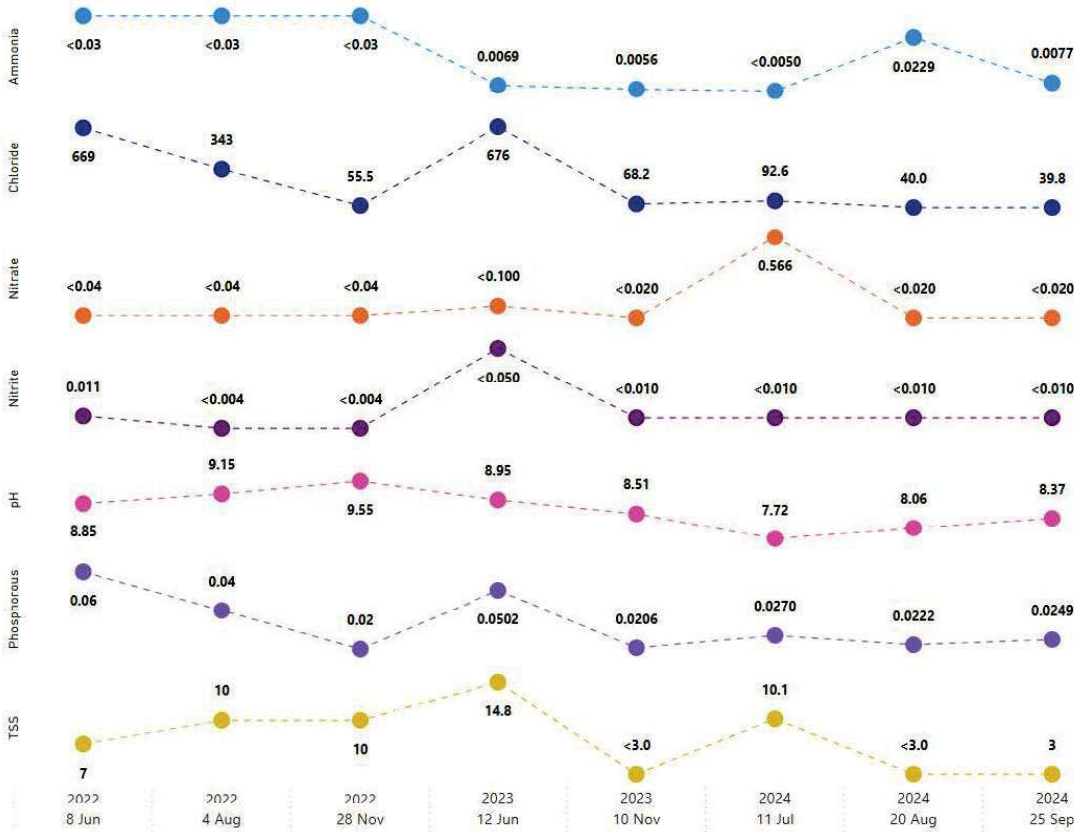 Ammonia
<0.03 <0.03 <0.03 0.0069 0.0056 <0.0050 0.0229 0.0077
Chloride
669 343 55.5 676 68.2 92.6 40.0 39.8
Nitrate
<0.04 <0.04 <0.04 <0.100 <0.020 0.566 <0.020 <0.020
Nitrite
0.011 <0.004 <0.004 <0.050 <0.010 <0.010 <0.010 <0.010
pH
8.85 9.15 9.55 8.95 8.51 7.72 8.06 8.37
Phosphorous
0.06 0.04 0.02 0.0502 0.0206 0.0270 0.0222 0.0249
TSS
7 10 10 14.8 <3.0 10.1 <3.0 3
2022 2022 2022 2023 2023 2024 2024 2024
8 Jun 4 Aug 28 Nov 12 Jun 10 Nov 11 Jul 20 Aug 25 Sep